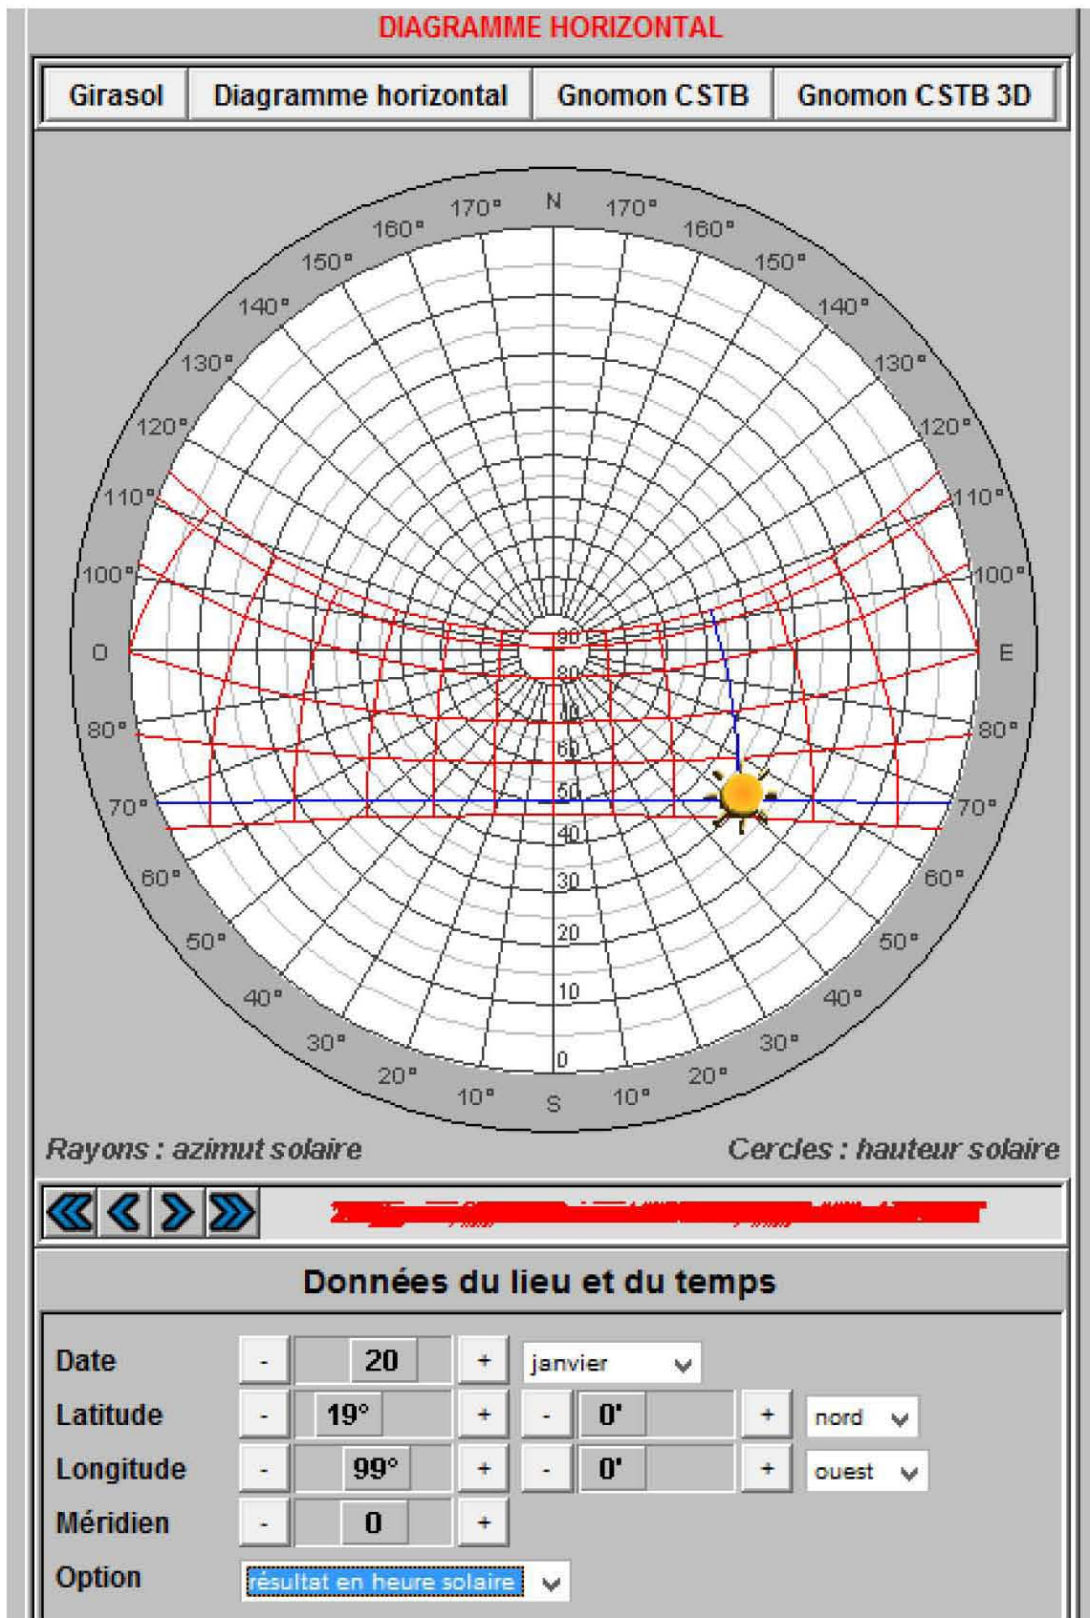 DIAGRAMME HORIZONTAL
Girasol Diagramme horizontal Gnomon CSTB Gnomon CSTB 3D
170° N 170°
160° 160°
150° 150°
140° 140°
130° 130°
120° 120°
110° 110°
100° 100°
90
O E
80
80° 70 80°
60
70° 50 70°
40
60° 30 60°
50° 20 50°
40° 10 40°
30° 0 30°
20° 20°
10° S 10°
Rayons : azimut solaire Cercles : hauteur solaire
Données du lieu et du temps
Date - 20 + janvier
Latitude - 19° + - 0' + nord
Longitude - 99° + - 0' + ouest
Méridien - 0 +
Option résultat en heure solaire